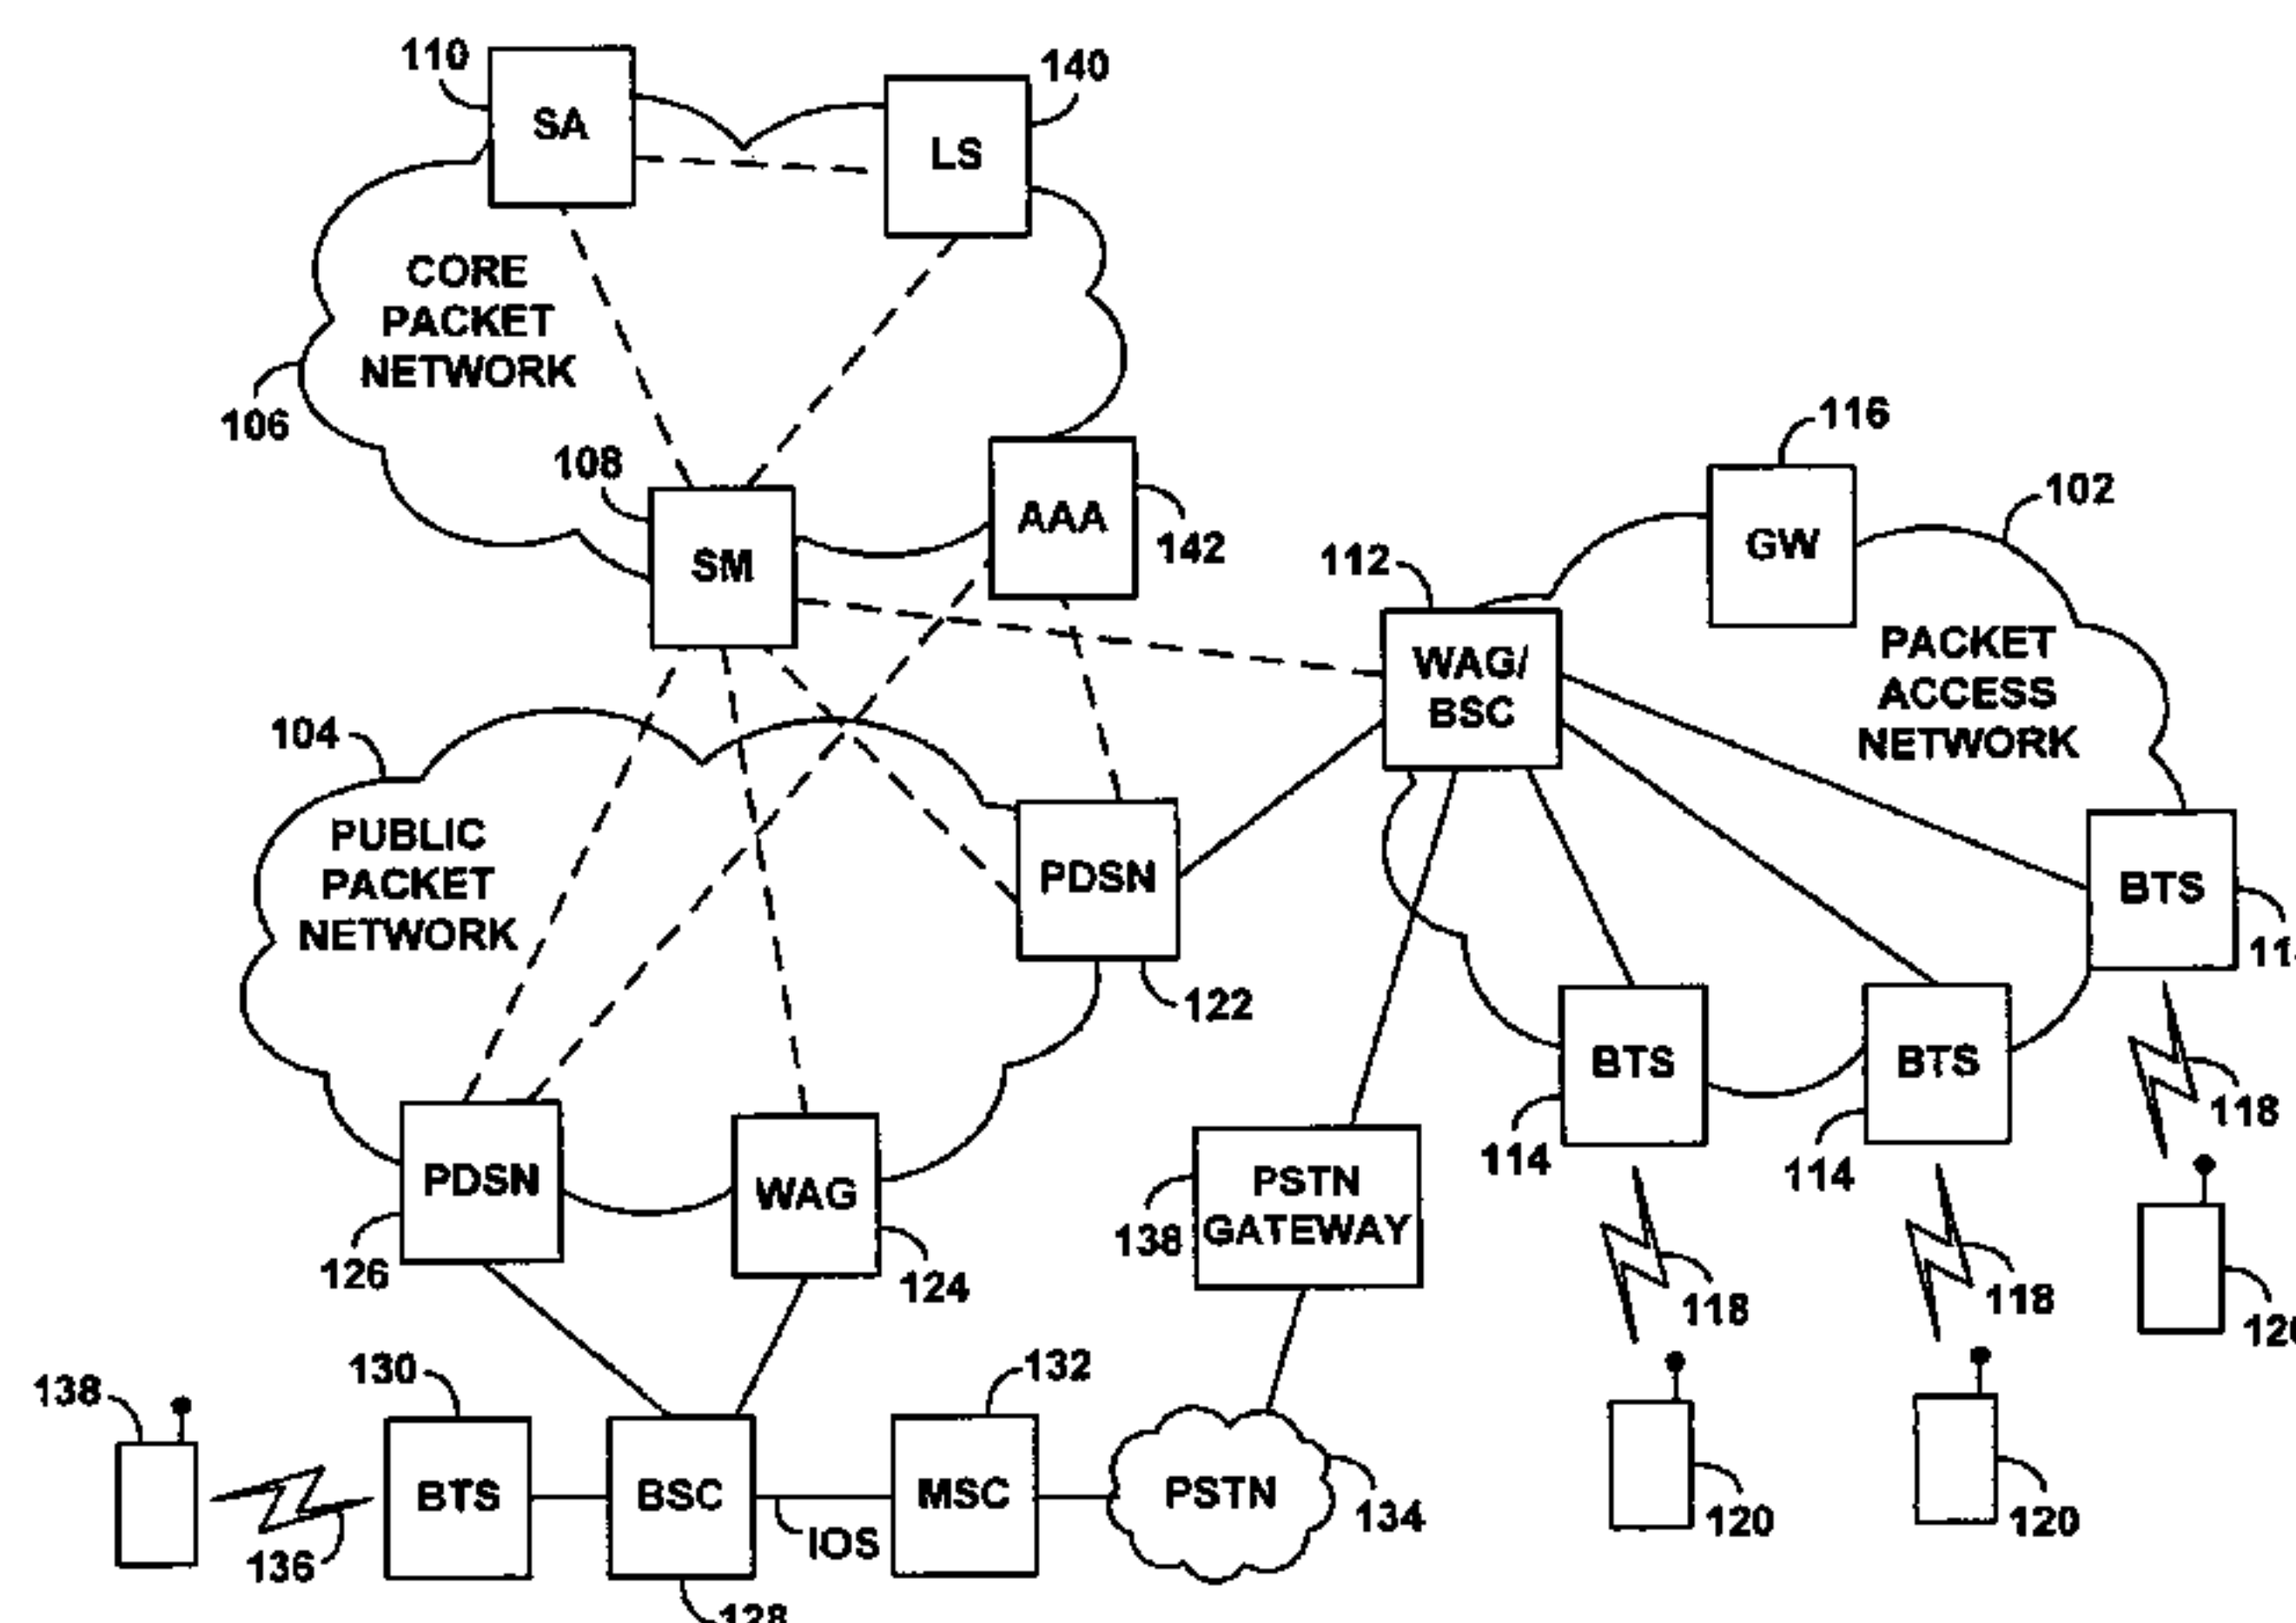 110
SA
140
LS
CORE
PACKET
NETWORK
106
108
SM
AAA
142
116
GW
102
112
WAG/
BSC
PACKET
ACCESS
NETWORK
104
PUBLIC
PACKET
NETWORK
PDSN
122
BTS
BTS
114
BTS
114
118
PDSN
126
WAG
124
PSTN
GATEWAY
138
118
118
138
130
132
136
BTS
BSC
IOS
MSC
PSTN
134
120
120